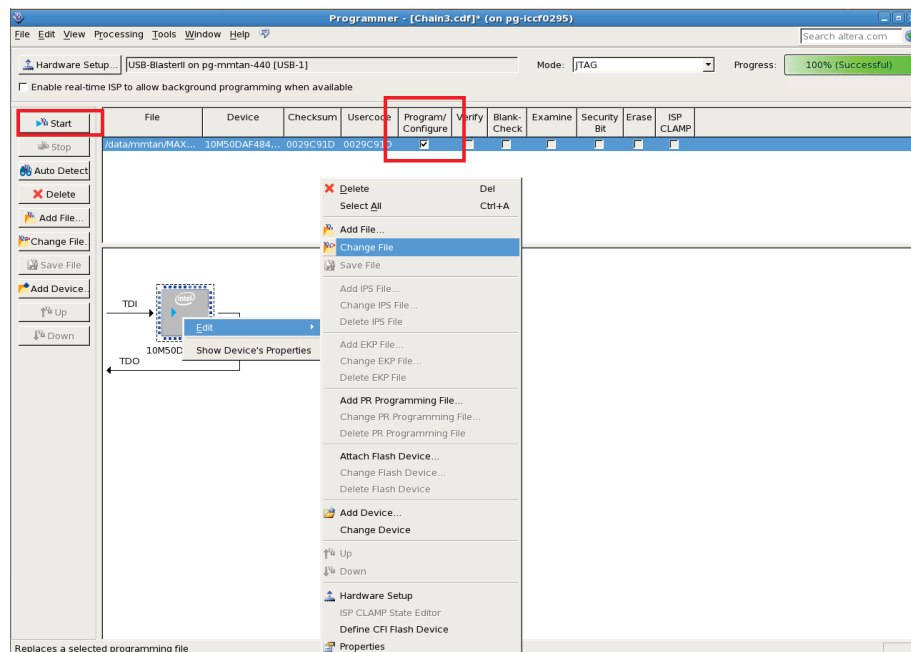 Programmer - [Chain3.cdf]* (on pg-iccf0295)
File Edit View Processing Tools Window Help
Search altera.com
Hardware Setup... USB-BlasterII on pg-mmtan-440 [USB-1] Mode: JTAG Progress: 100% (Successful)
Enable real-time ISP to allow background programming when available
Start
Stop
Auto Detect
Delete
Add File...
Change File.
Save File
Add Device.
Up
Down
File Device Checksum Usercode Program/ Configure Verify Blank- Check Examine Security Bit Erase ISP CLAMP
/data/mmtan/MAX... 10M50DAF484... 0029C91D 0029C91D
TDI
intel
10M50D
TDO
Edit
Show Device's Properties
Delete Del
Select All Ctrl+A
Add File...
Change File
Save File
Add IPS File...
Change IPS File...
Delete IPS File
Add EKP File...
Change EKP File...
Delete EKP File
Add PR Programming File...
Change PR Programming File...
Delete PR Programming File
Attach Flash Device...
Change Flash Device...
Delete Flash Device
Add Device...
Change Device
Up
Down
Hardware Setup
ISP CLAMP State Editor
Define CFI Flash Device
Properties
Replaces a selected programming file